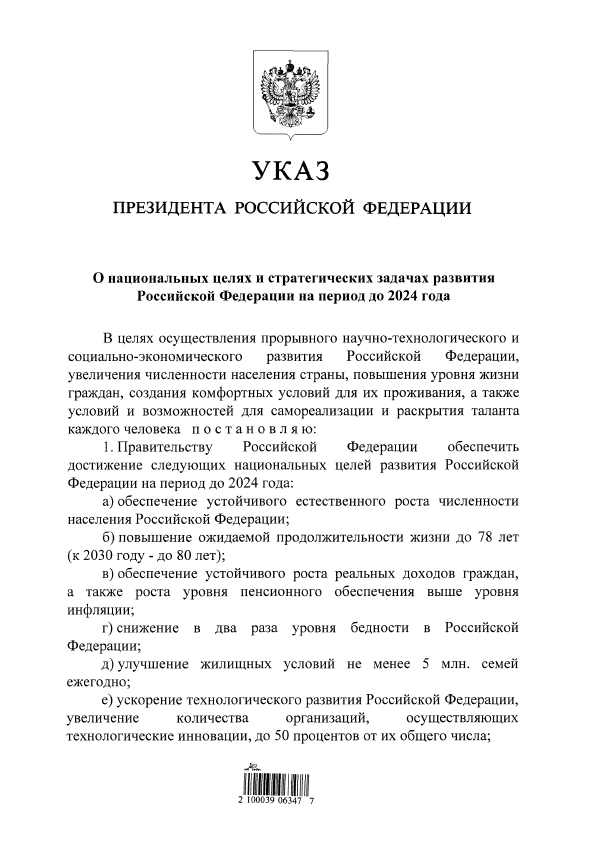 УКАЗ
ПРЕЗИДЕНТА РОССИЙСКОЙ ФЕДЕРАЦИИ
О национальных целях и стратегических задачах развития
Российской Федерации на период до 2024 года
В целях осуществления прорывного научно-технологического и
социально-экономического развития Российской Федерации,
увеличения численности населения страны, повышения уровня жизни
граждан, создания комфортных условий для их проживания, а также
условий и возможностей для самореализации и раскрытия таланта
каждого человека п о с т а н о в л я ю:
1. Правительству Российской Федерации обеспечить
достижение следующих национальных целей развития Российской
Федерации на период до 2024 года:
а) обеспечение устойчивого естественного роста численности
населения Российской Федерации;
б) повышение ожидаемой продолжительности жизни до 78 лет
(к 2030 году - до 80 лет);
в) обеспечение устойчивого роста реальных доходов граждан,
а также роста уровня пенсионного обеспечения выше уровня
инфляции;
г) снижение в два раза уровня бедности в Российской
Федерации;
д) улучшение жилищных условий не менее 5 млн. семей
ежегодно;
е) ускорение технологического развития Российской Федерации,
увеличение количества организаций, осуществляющих
технологические инновации, до 50 процентов от их общего числа;
2 100039 06347 7